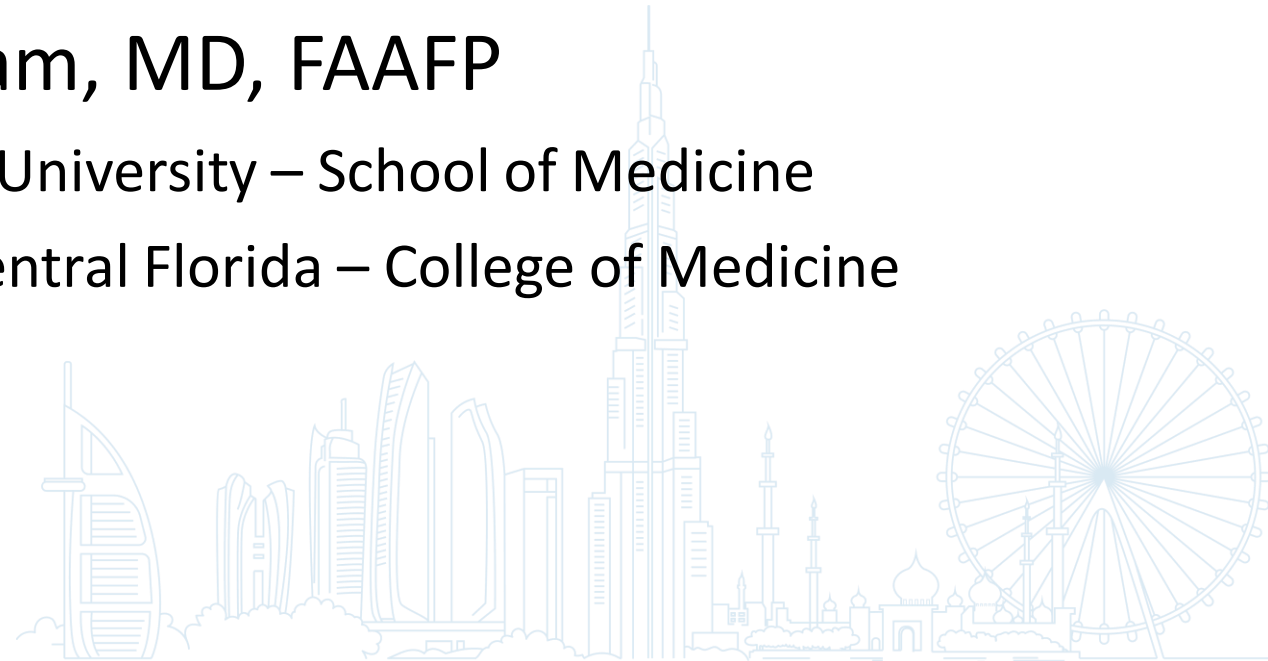 am, MD, FAAFP
University – School of Medicine
entral Florida – College of Medicine